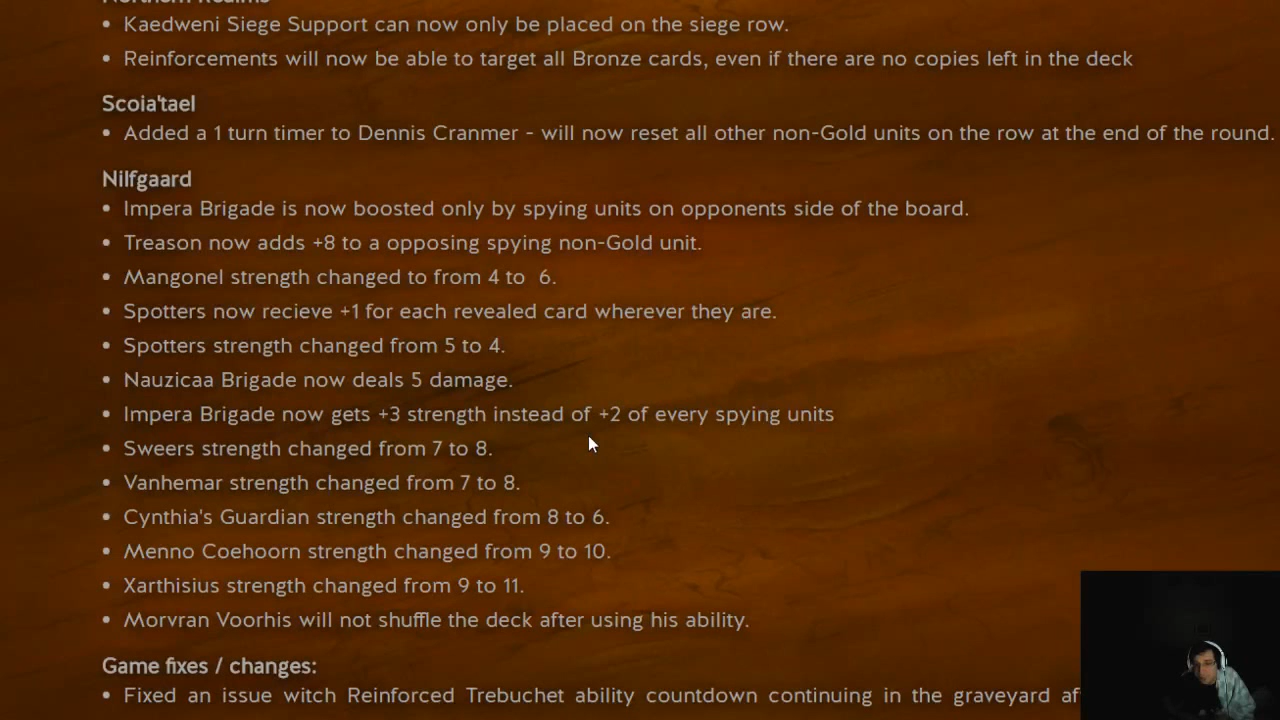 Northern Realms
• Kaedweni Siege Support can now only be placed on the siege row.
• Reinforcements will now be able to target all Bronze cards, even if there are no copies left in the deck
Scoia'tael
• Added a 1 turn timer to Dennis Cranmer - will now reset all other non-Gold units on the row at the end of the round.
Nilfgaard
• Impera Brigade is now boosted only by spying units on opponents side of the board.
• Treason now adds +8 to a opposing spying non-Gold unit.
• Mangonel strength changed to from 4 to  6.
• Spotters now recieve +1 for each revealed card wherever they are.
• Spotters strength changed from 5 to 4.
• Nauzicaa Brigade now deals 5 damage.
• Impera Brigade now gets +3 strength instead of +2 of every spying units
• Sweers strength changed from 7 to 8.
• Vanhemar strength changed from 7 to 8.
• Cynthia's Guardian strength changed from 8 to 6.
• Menno Coehoorn strength changed from 9 to 10.
• Xarthisius strength changed from 9 to 11.
• Morvran Voorhis will not shuffle the deck after using his ability.
Game fixes / changes:
• Fixed an issue witch Reinforced Trebuchet ability countdown continuing in the graveyard